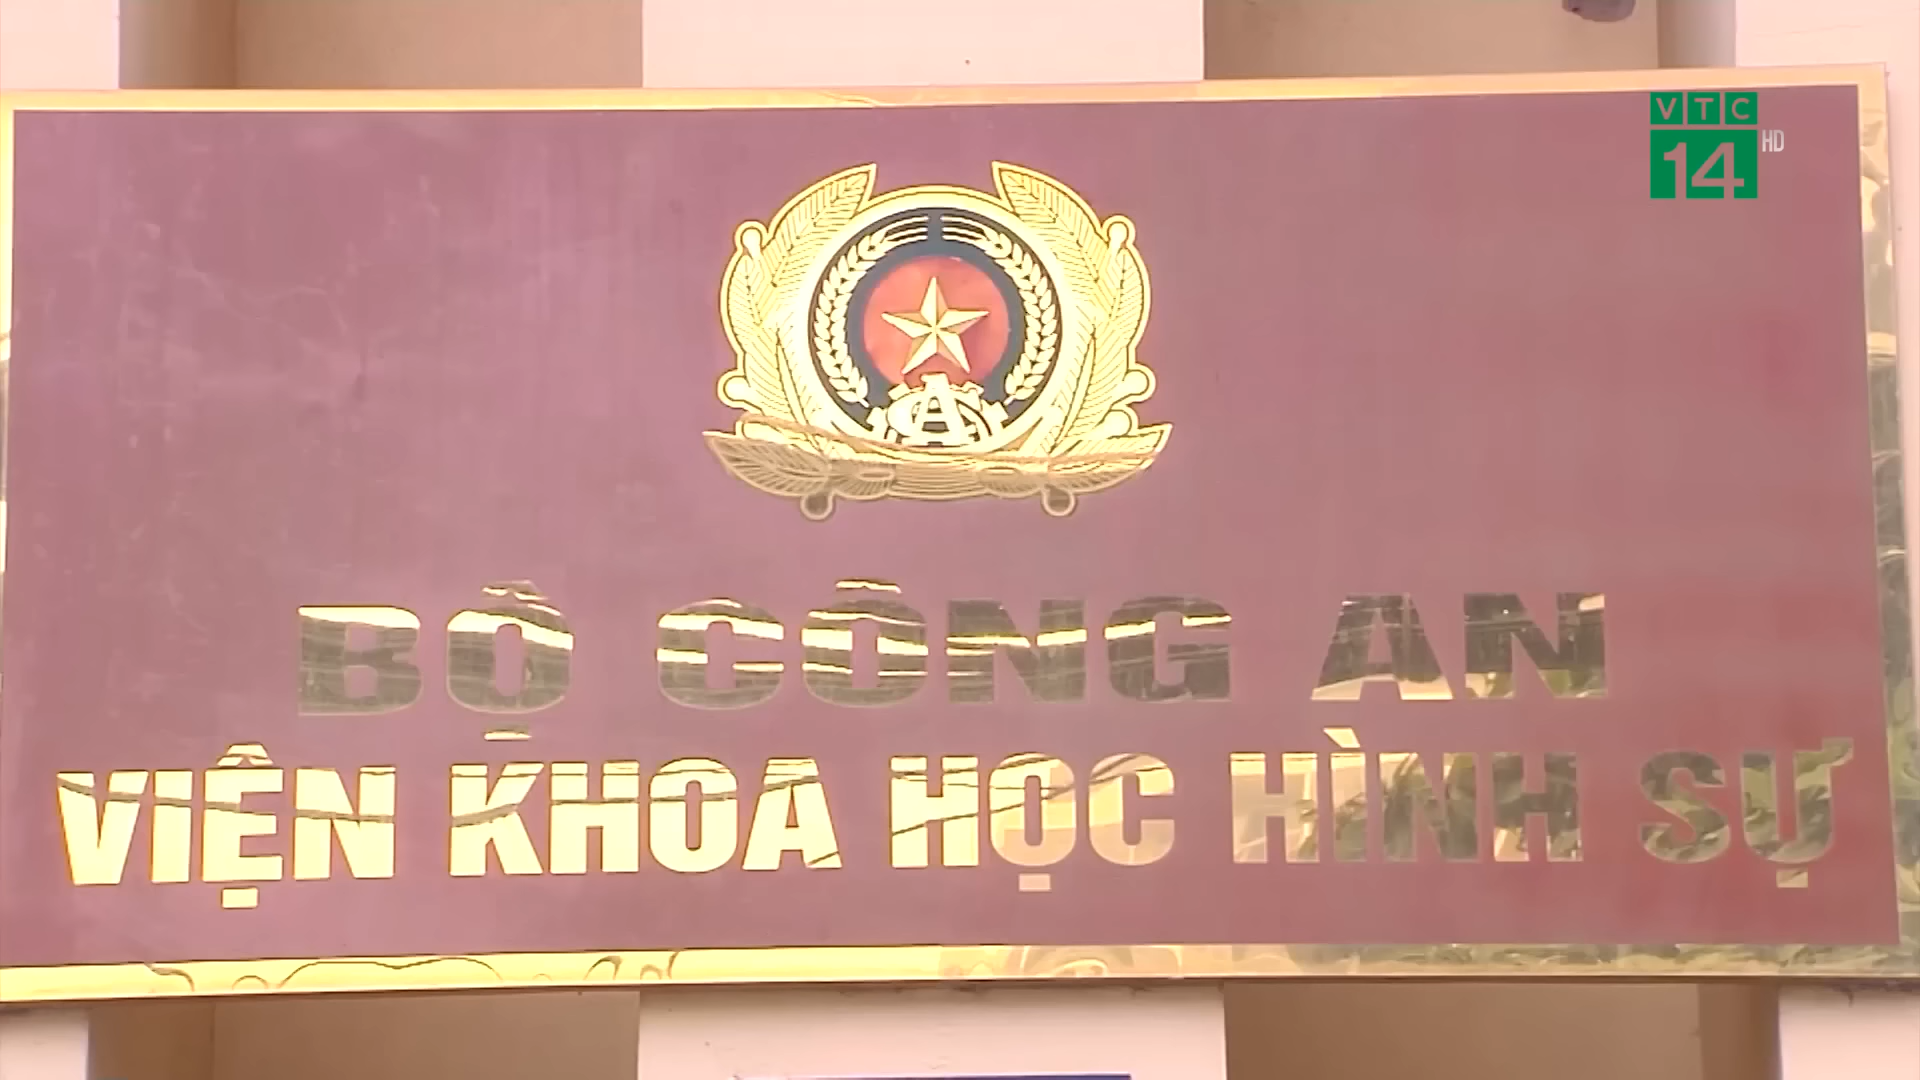 VTC
14 HD
BỘ CÔNG AN
VIỆN KHOA HỌC HÌNH SỰ